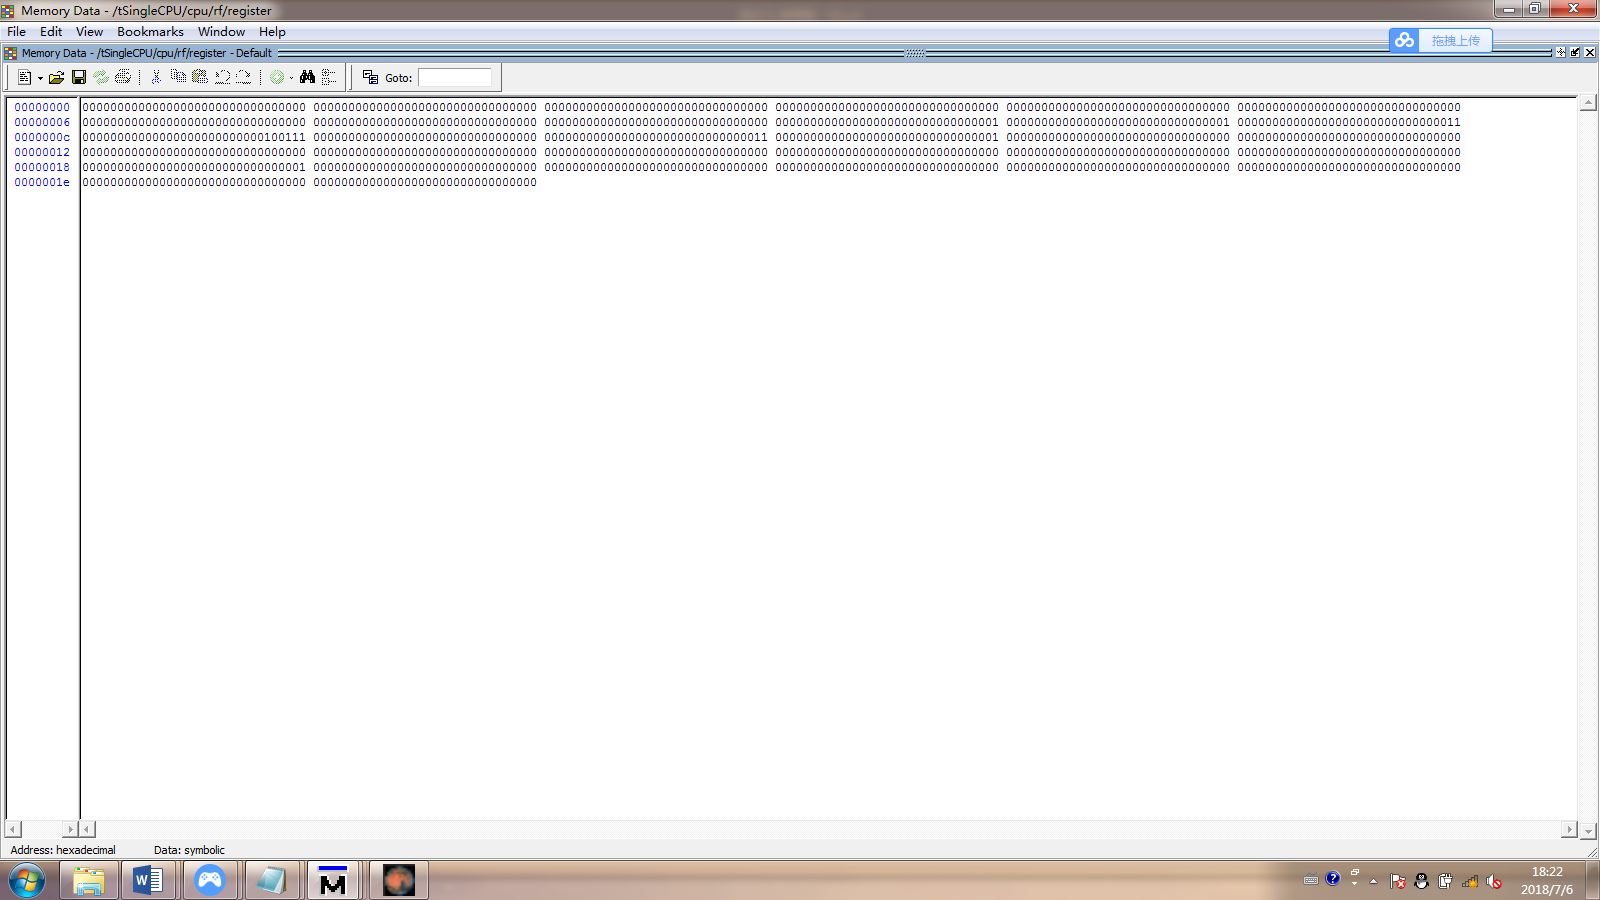 Memory Data - /tSingleCPU/cpu/rf/register
File Edit View Bookmarks Window Help
Memory Data - /tSingleCPU/cpu/rf/register - Default
拖拽上传
Goto:
00000000 00000000000000000000000000000000 00000000000000000000000000000000 00000000000000000000000000000000 00000000000000000000000000000000 00000000000000000000000000000000 00000000000000000000000000000000
00000006 00000000000000000000000000000000 00000000000000000000000000000000 00000000000000000000000000000000 00000000000000000000000000000001 00000000000000000000000000000001 00000000000000000000000000000011
0000000c 00000000000000000000000000100111 00000000000000000000000000000000 00000000000000000000000000000011 00000000000000000000000000000001 00000000000000000000000000000000 00000000000000000000000000000000
00000012 00000000000000000000000000000000 00000000000000000000000000000000 00000000000000000000000000000000 00000000000000000000000000000000 00000000000000000000000000000000 00000000000000000000000000000000
00000018 00000000000000000000000000000001 00000000000000000000000000000000 00000000000000000000000000000000 00000000000000000000000000000000 00000000000000000000000000000000 00000000000000000000000000000000
0000001e 00000000000000000000000000000000 00000000000000000000000000000000
Address: hexadecimal Data: symbolic
18:22
2018/7/6